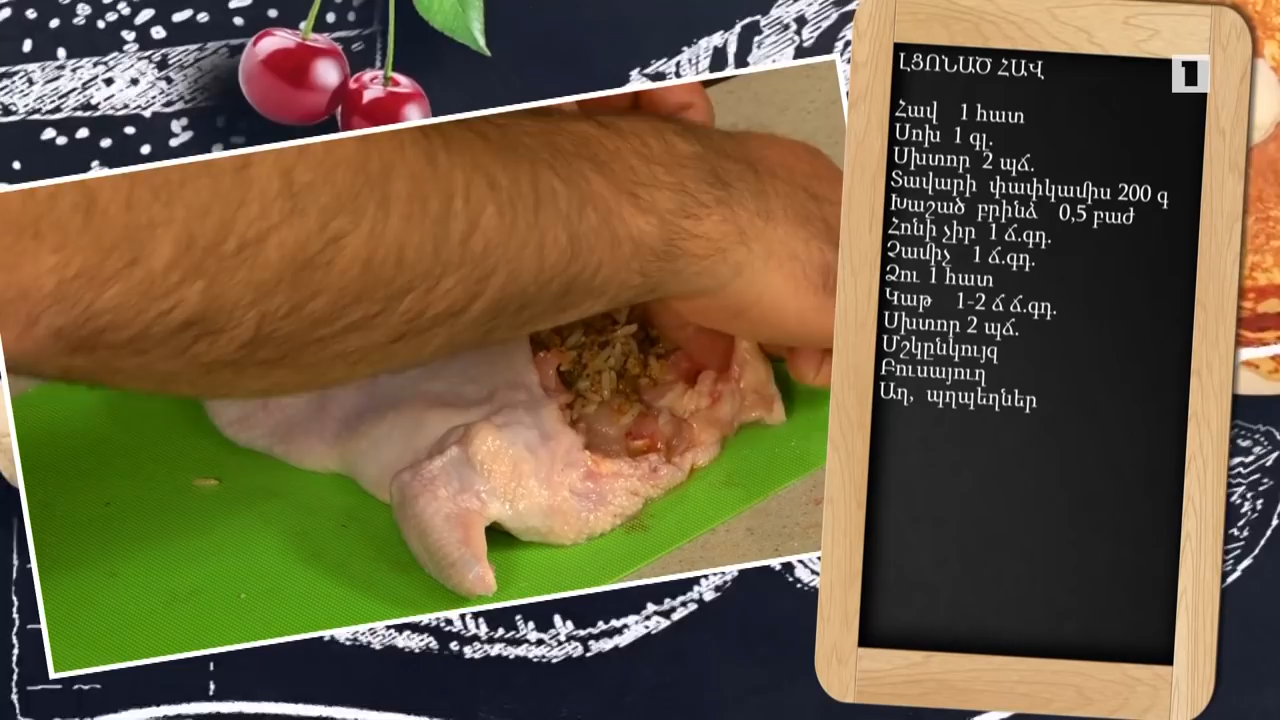 ԼՑՈՆԱԾ ՀԱՎ
1
Հավ 1 հատ
Սոխ 1 գլ.
Սխտոր 2 պճ.
Տավարի փափկամիս 200 գ
Խաշած բրինձ 0,5 բաժ
Հոնի չիր 1 ճ.գդ.
Չամիչ 1 ճ.գդ.
Ձու 1 հատ
Կաթ 1-2 ճ ճ.գդ.
Սխտոր 2 պճ.
Մշկընկույզ
Բուսայուղ
Աղ, պղպեղներ